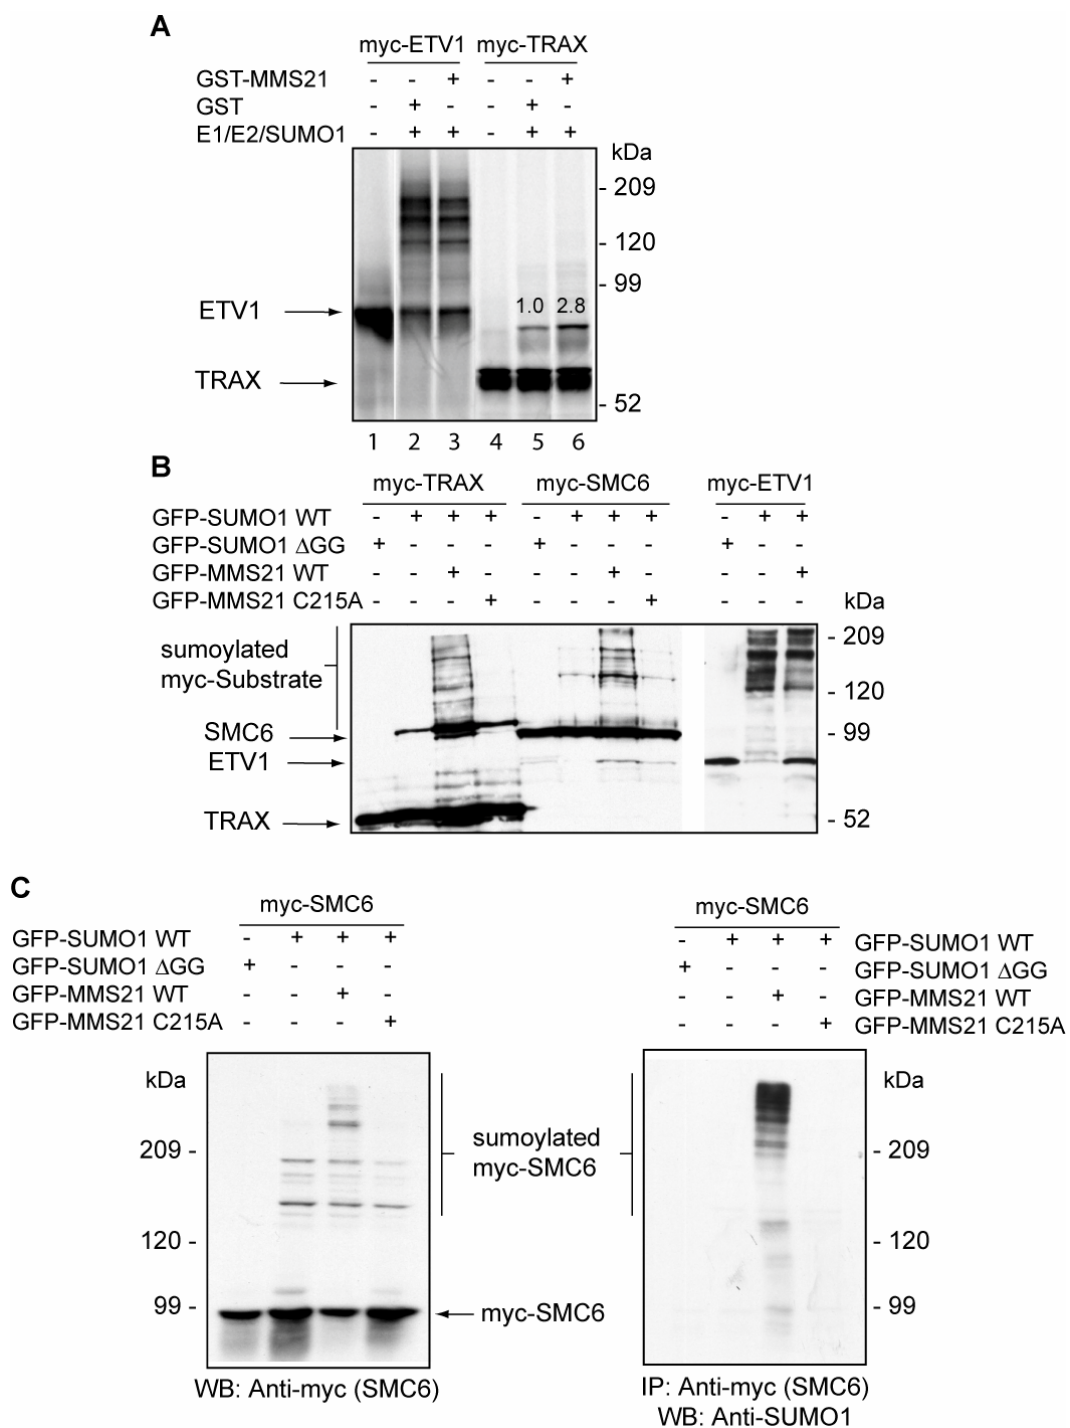 A
myc-ETV1 myc-TRAX
GST-MMS21 - - + - - +
GST - + - - + -
E1/E2/SUMO1 - + + - + +
kDa
- 209
- 120
- 99
1.0 2.8
ETV1
TRAX
- 52
1 2 3 4 5 6
B
myc-TRAX myc-SMC6 myc-ETV1
GFP-SUMO1 WT - + + + - + + + - + +
GFP-SUMO1 ΔGG + - - - + - - - + - -
GFP-MMS21 WT - - + - - - + - - - +
GFP-MMS21 C215A - - - + - - - + - - -
kDa
sumoylated
myc-Substrate
- 209
- 120
SMC6
- 99
ETV1
TRAX
- 52
C
myc-SMC6 myc-SMC6
GFP-SUMO1 WT - + + + - + + + GFP-SUMO1 WT
GFP-SUMO1 ΔGG + - - - + - - - GFP-SUMO1 ΔGG
GFP-MMS21 WT - - + - - - + - GFP-MMS21 WT
GFP-MMS21 C215A - - - + - - - + GFP-MMS21 C215A
kDa kDa
sumoylated
myc-SMC6
209 - - 209
120 - - 120
99 - - 99
myc-SMC6
WB: Anti-myc (SMC6)
IP: Anti-myc (SMC6)
WB: Anti-SUMO1